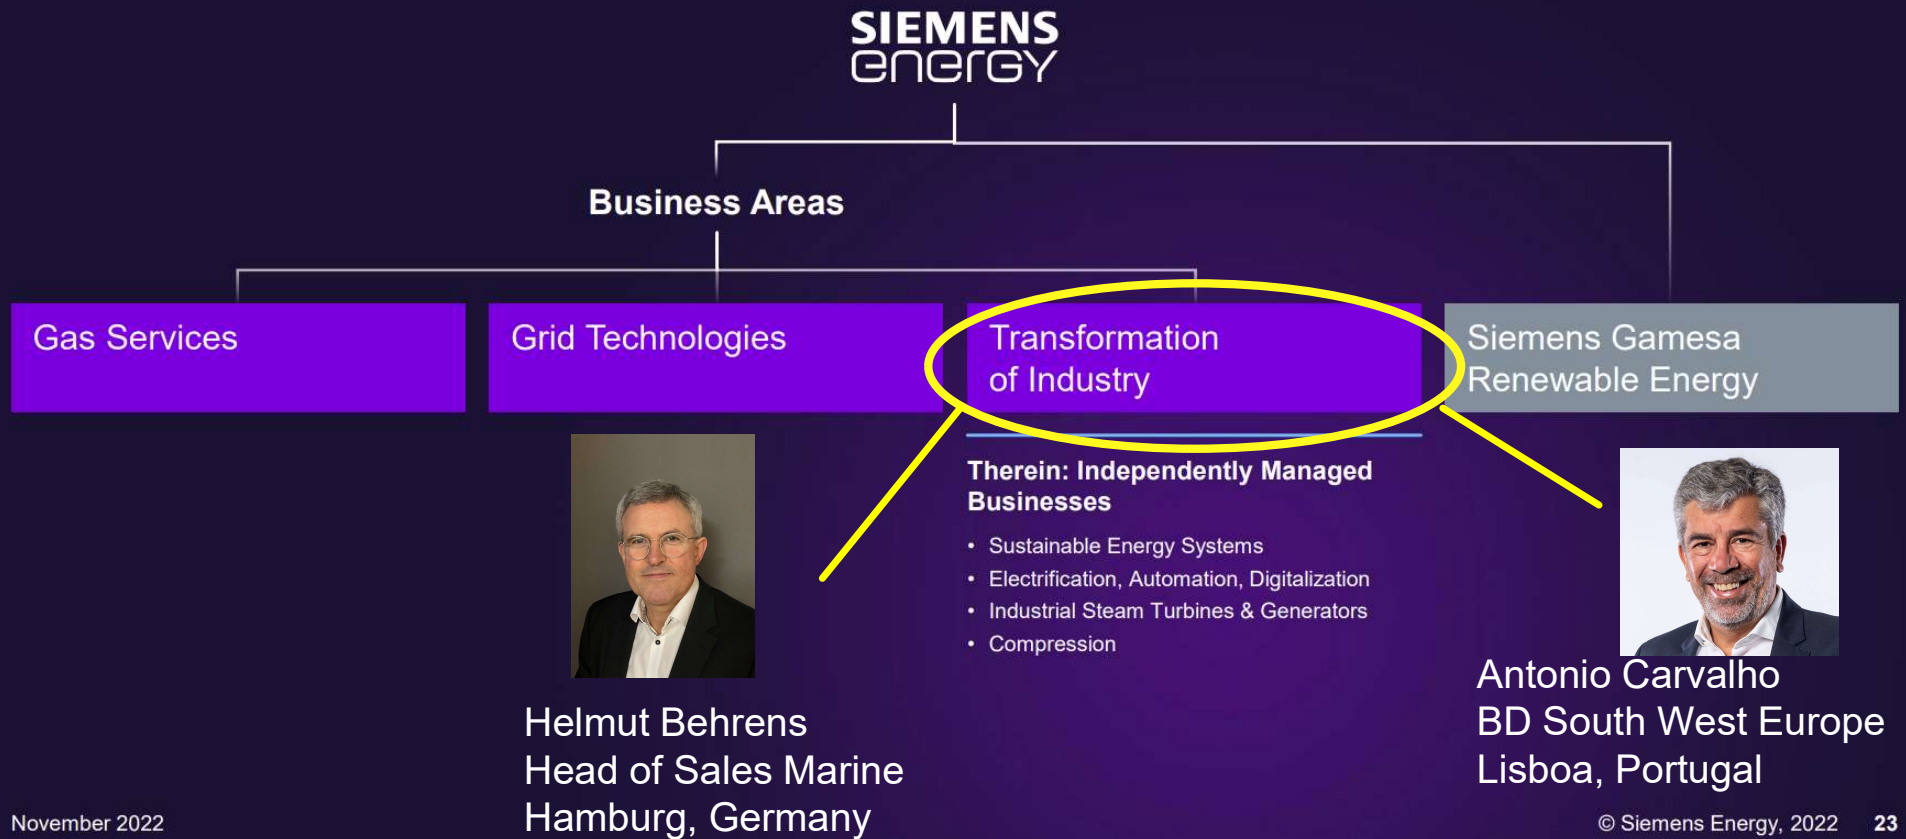 SIEMENS
energy
Business Areas
Gas Services
Grid Technologies
Transformation
of Industry
Siemens Gamesa
Renewable Energy
Therein: Independently Managed
Businesses
• Sustainable Energy Systems
• Electrification, Automation, Digitalization
• Industrial Steam Turbines & Generators
• Compression
Helmut Behrens
Head of Sales Marine
Hamburg, Germany
Antonio Carvalho
BD South West Europe
Lisboa, Portugal
November 2022
© Siemens Energy, 2022 23